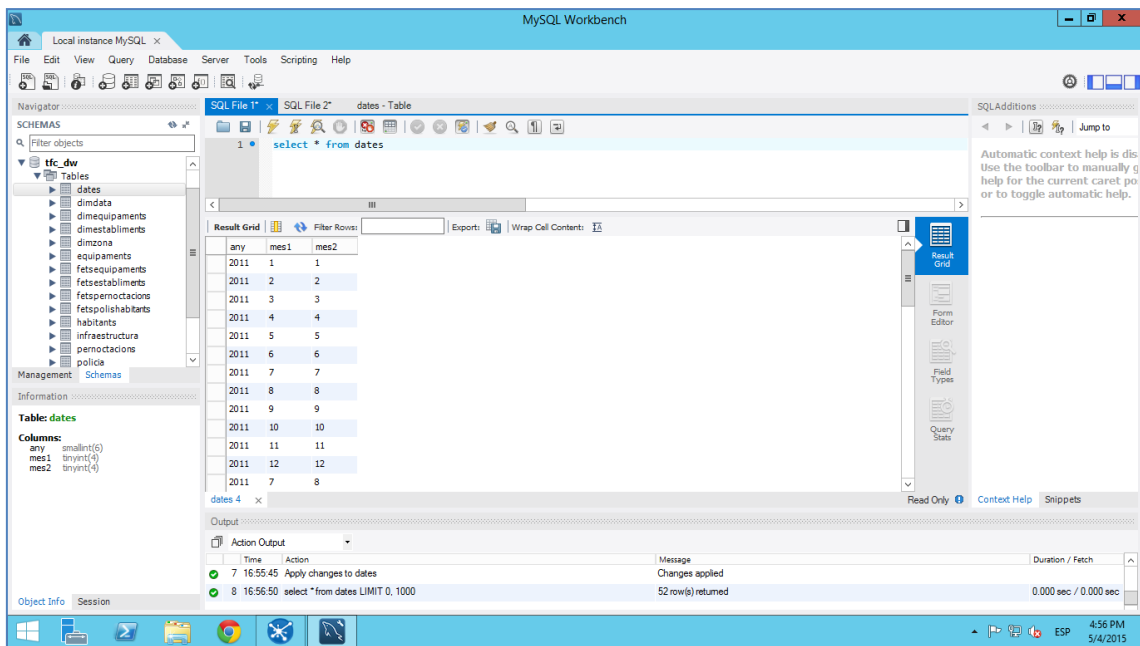 MySQL Workbench
Local instance MySQL
File Edit View Query Database Server Tools Scripting Help
Navigator
SCHEMAS
Filter objects
tfc_dw
Tables
dates
dimdata
dimequipaments
dimestabliments
dimzona
equipaments
fetsequipaments
fetsestabliments
fetspernoctacions
fetspolishabitants
habitants
infraestructura
pernoctacions
policia
Management Schemas
Information
Table: dates
Columns:
any smallint(6)
mes1 tinyint(4)
mes2 tinyint(4)
Object Info Session
SQL File 1* SQL File 2* dates - Table
1 select * from dates
Result Grid Filter Rows: Export: Wrap Cell Content:
any mes1 mes2
2011 1 1
2011 2 2
2011 3 3
2011 4 4
2011 5 5
2011 6 6
2011 7 7
2011 8 8
2011 9 9
2011 10 10
2011 11 11
2011 12 12
2011 7 8
Result Grid
Form Editor
Field Types
Query Stats
dates 4
Read Only
SQLAdditions
Jump to
Automatic context help is dis
Use the toolbar to manually g
help for the current caret po
or to toggle automatic help.
Context Help Snippets
Output
Action Output
Time Action Message Duration / Fetch
7 16:55:45 Apply changes to dates Changes applied
8 16:56:50 select * from dates LIMIT 0, 1000 52 row(s) returned 0.000 sec / 0.000 sec
ESP
4:56 PM
5/4/2015